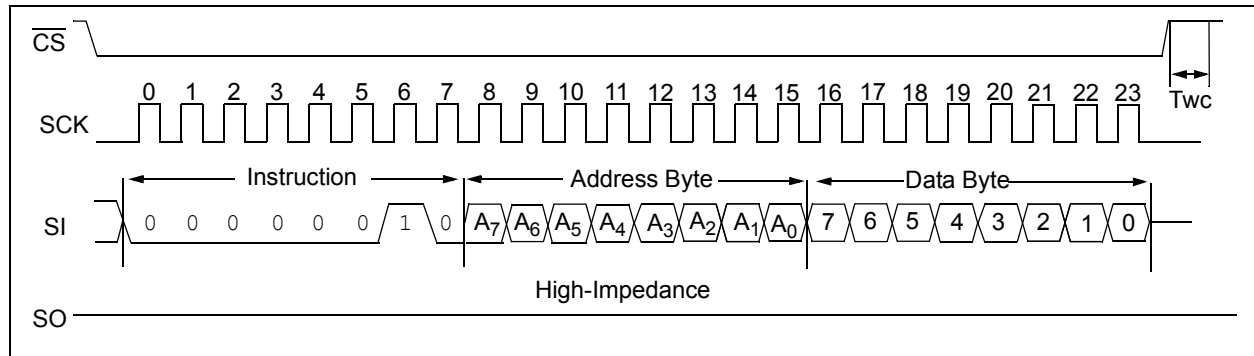 CS
0 1 2 3 4 5 6 7 8 9 10 11 12 13 14 15 16 17 18 19 20 21 22 23
Twc
SCK
Instruction Address Byte Data Byte
SI 0 0 0 0 0 0 1 0 A7 A6 A5 A4 A3 A2 A1 A0 7 6 5 4 3 2 1 0
High-Impedance
SO